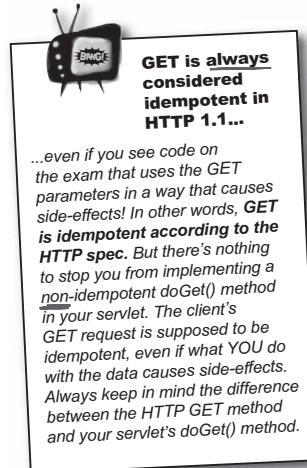 BANG!
GET is always
considered
idempotent in
HTTP 1.1...
...even if you see code on
the exam that uses the GET
parameters in a way that causes
side-effects! In other words, GET
is idempotent according to the
HTTP spec. But there's nothing
to stop you from implementing a
non-idempotent doGet() method
in your servlet. The client's
GET request is supposed to be
idempotent, even if what YOU do
with the data causes side-effects.
Always keep in mind the difference
between the HTTP GET method
and your servlet's doGet() method.